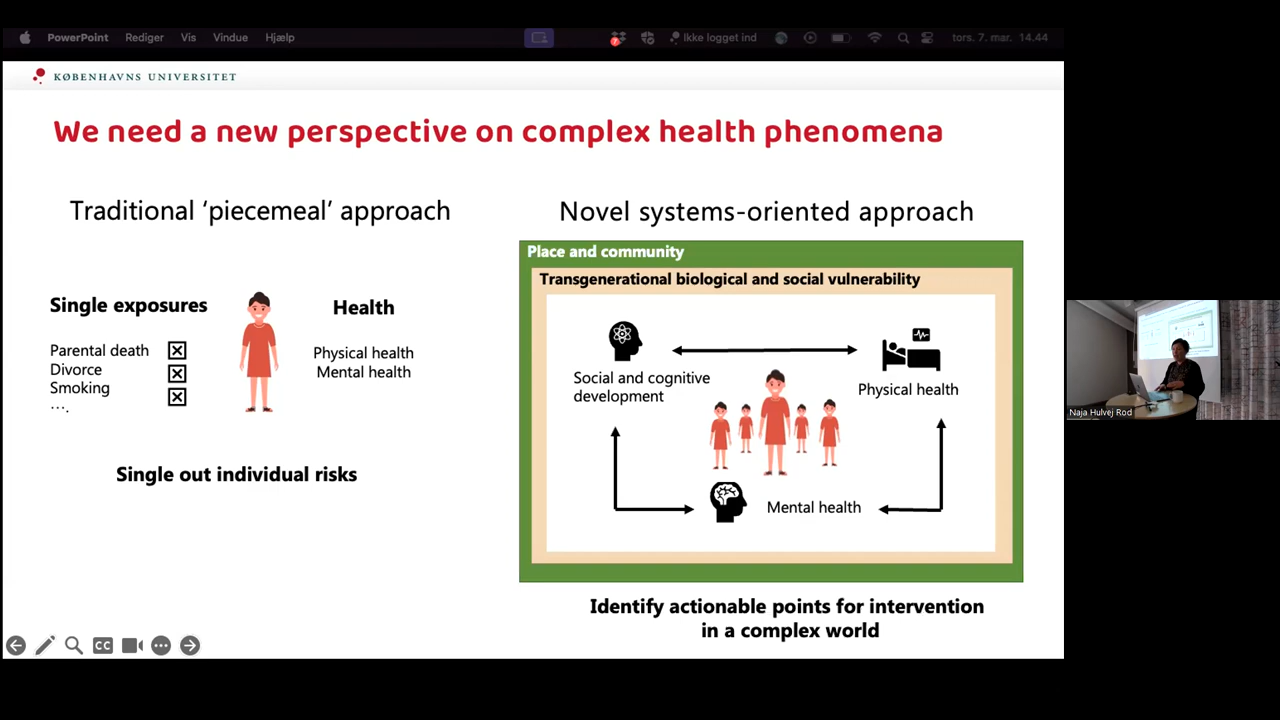 PowerPoint Rediger Vis Vindue Hjælp
7 Ikke logget ind tors. 7. mar. 14.44
KØBENHAVNS UNIVERSITET
We need a new perspective on complex health phenomena
Traditional ‘piecemeal’ approach
Single exposures
Parental death
Divorce
Smoking
….
Health
Physical health
Mental health
Single out individual risks
Novel systems-oriented approach
Place and community
Transgenerational biological and social vulnerability
Social and cognitive
development
Physical health
Mental health
Identify actionable points for intervention
in a complex world
CC
Naja Hulvej Rod